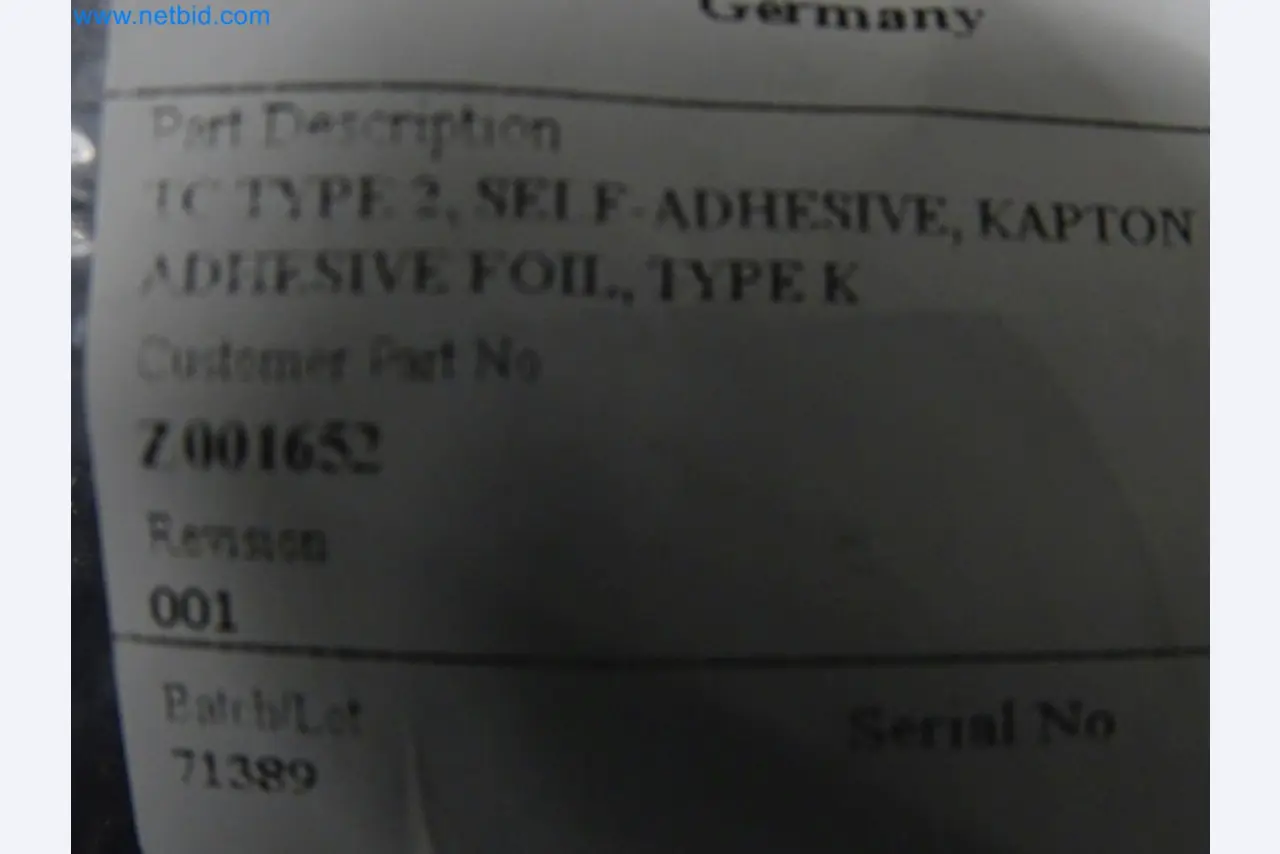 www.netbid.com
Germany
Part Description
TC TYPE 2, SELF-ADHESIVE, KAPTON
ADHESIVE FOIL, TYPE K
Customer Part No
Z001652
Revision
001
Batch/Lot
Serial No
71389